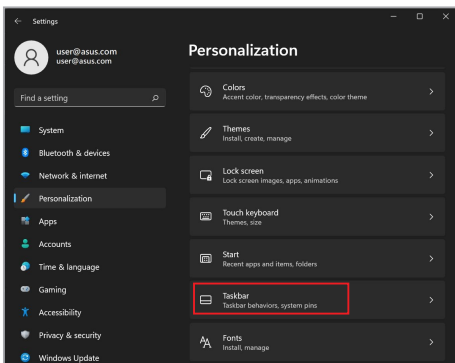 Settings
user@asus.com
user@asus.com
Find a setting
System
Bluetooth & devices
Network & internet
Personalization
Apps
Accounts
Time & language
Gaming
Accessibility
Privacy & security
Windows Update
Personalization
Colors
Accent color, transparency effects, color theme
Themes
Install, create, manage
Lock screen
Lock screen images, apps, animations
Touch keyboard
Themes, size
Start
Recent apps and items, folders
Taskbar
Taskbar behaviors, system pins
Fonts
Install, manage